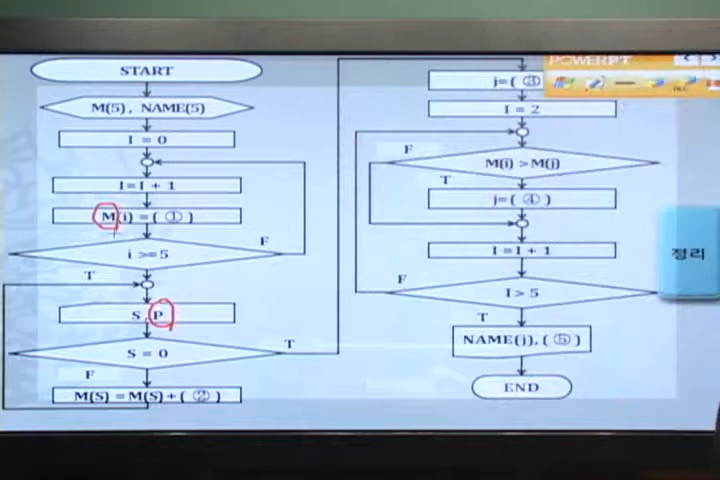 START
M(5), NAME(5)
I = 0
I=I + 1
M(i) = ( ① )
i >=5
F
T
S, P
S = 0
T
F
M(S) = M(S)+( ② )
j=( ③
I = 2
F
M(i) >M(j)
T
j=( ④ )
I =I + 1
F
I > 5
T
NAME(j), ( ⑤ )
END
POWERPT
정리